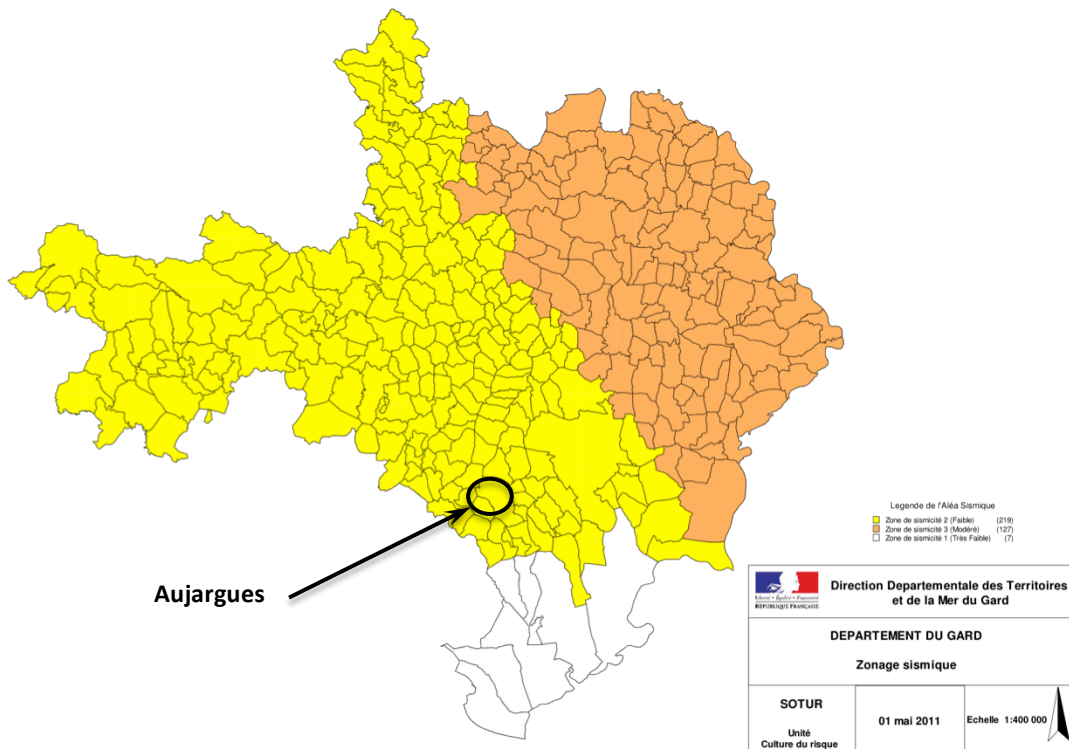 Aujargues
Legende de l'Aléa Sismique
Zone de sismicité 2 (Faible) (219)
Zone de sismicité 3 (Modéré) (127)
Zone de sismicité 1 (Très Faible) (7)
Liberté • Égalité • Fraternité
RÉPUBLIQUE FRANÇAISE
Direction Departementale des Territoires
et de la Mer du Gard
DEPARTEMENT DU GARD
Zonage sismique
SOTUR
Unité
Culture du risque
01 mai 2011
Echelle 1:400 000